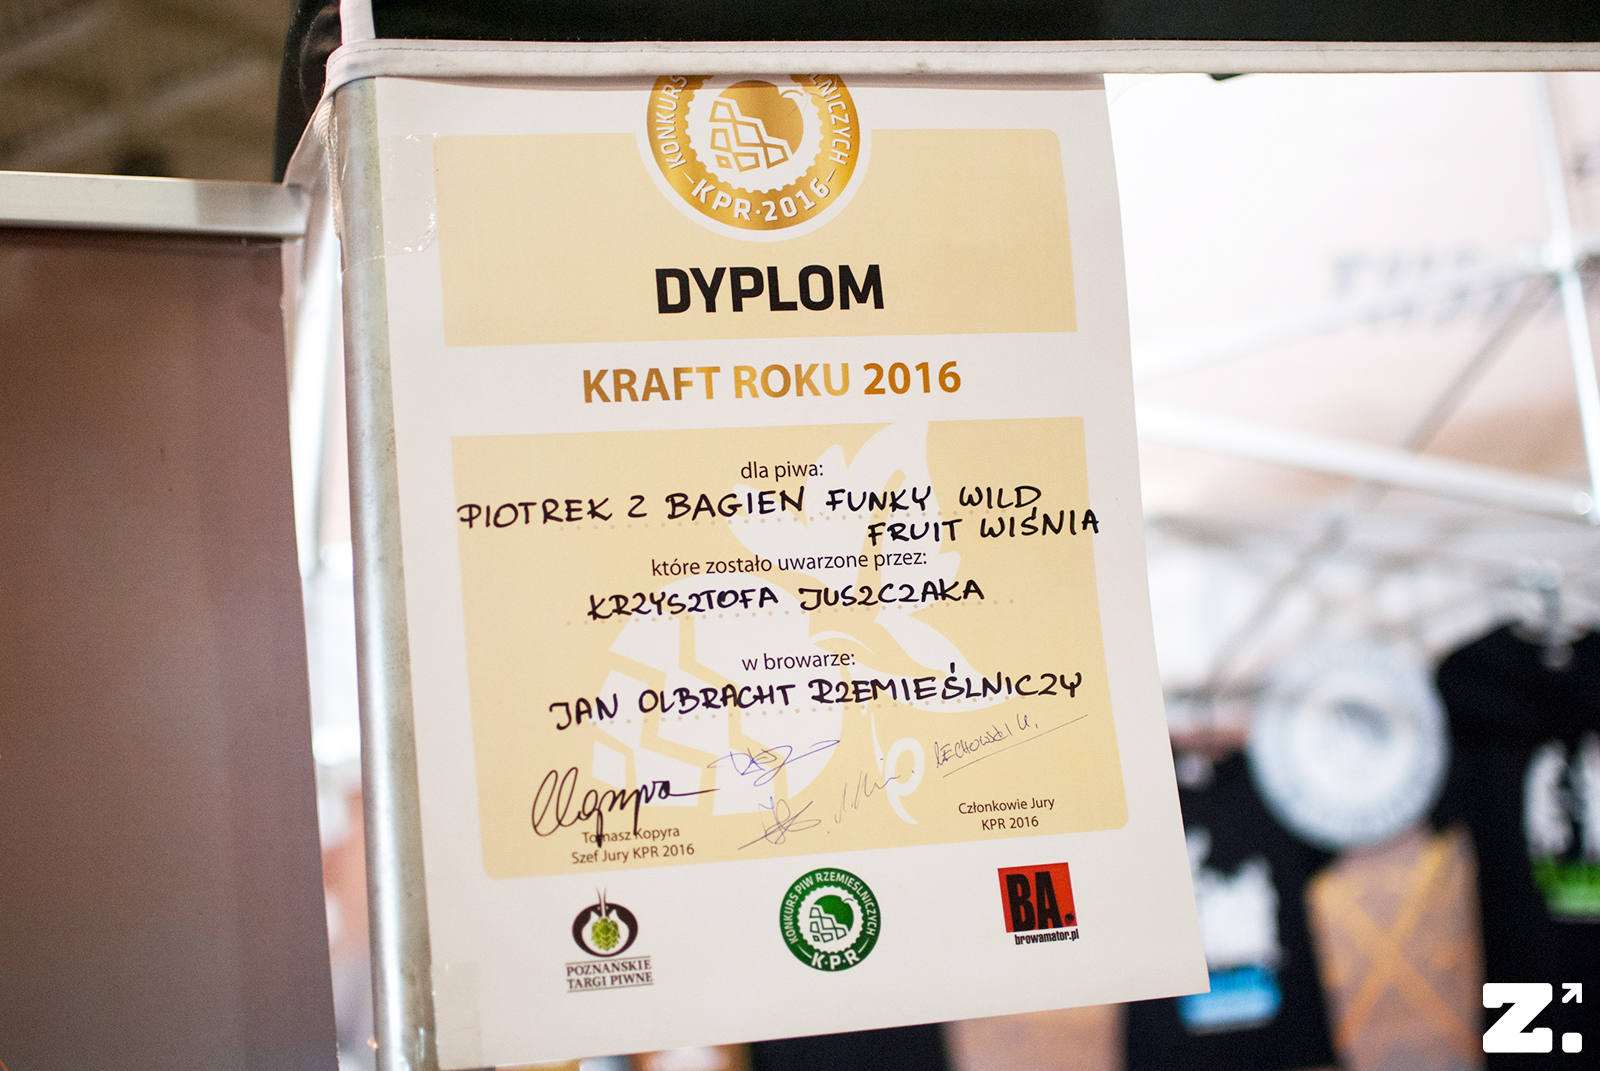 KONKURS
NICZYCH
KPR·2016
DYPLOM
KRAFT ROKU 2016
dla piwa:
PIOTREK Z BAGIEN FUNKY WILD
FRUIT WIŚNIA
które zostało uwarzone przez:
KRZYSZTOFA JUSZCZAKA
w browarze:
JAN OLBRACHT RZEMIEŚLNICZY
Tomasz Kopyra
Szef Jury KPR 2016
Członkowie Jury
KPR 2016
POZNAŃSKIE
TARGI PIWNE
KONKURS PIW RZEMIEŚLNICZYCH
K·P·R
BA.
browamator.pl
Z.